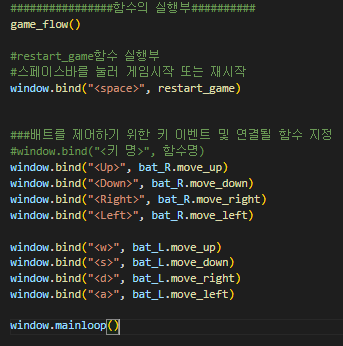 ################함수의 실행부##########
game_flow()
#restart_game함수 실행부
#스페이스바를 눌러 게임시작 또는 재시작
window.bind("<space>", restart_game)
###배트를 제어하기 위한 키 이벤트 및 연결될 함수 지정
#window.bind("<키 명>", 함수명)
window.bind("<Up>", bat_R.move_up)
window.bind("<Down>", bat_R.move_down)
window.bind("<Right>", bat_R.move_right)
window.bind("<Left>", bat_R.move_left)
window.bind("<w>", bat_L.move_up)
window.bind("<s>", bat_L.move_down)
window.bind("<d>", bat_L.move_right)
window.bind("<a>", bat_L.move_left)
window.mainloop()